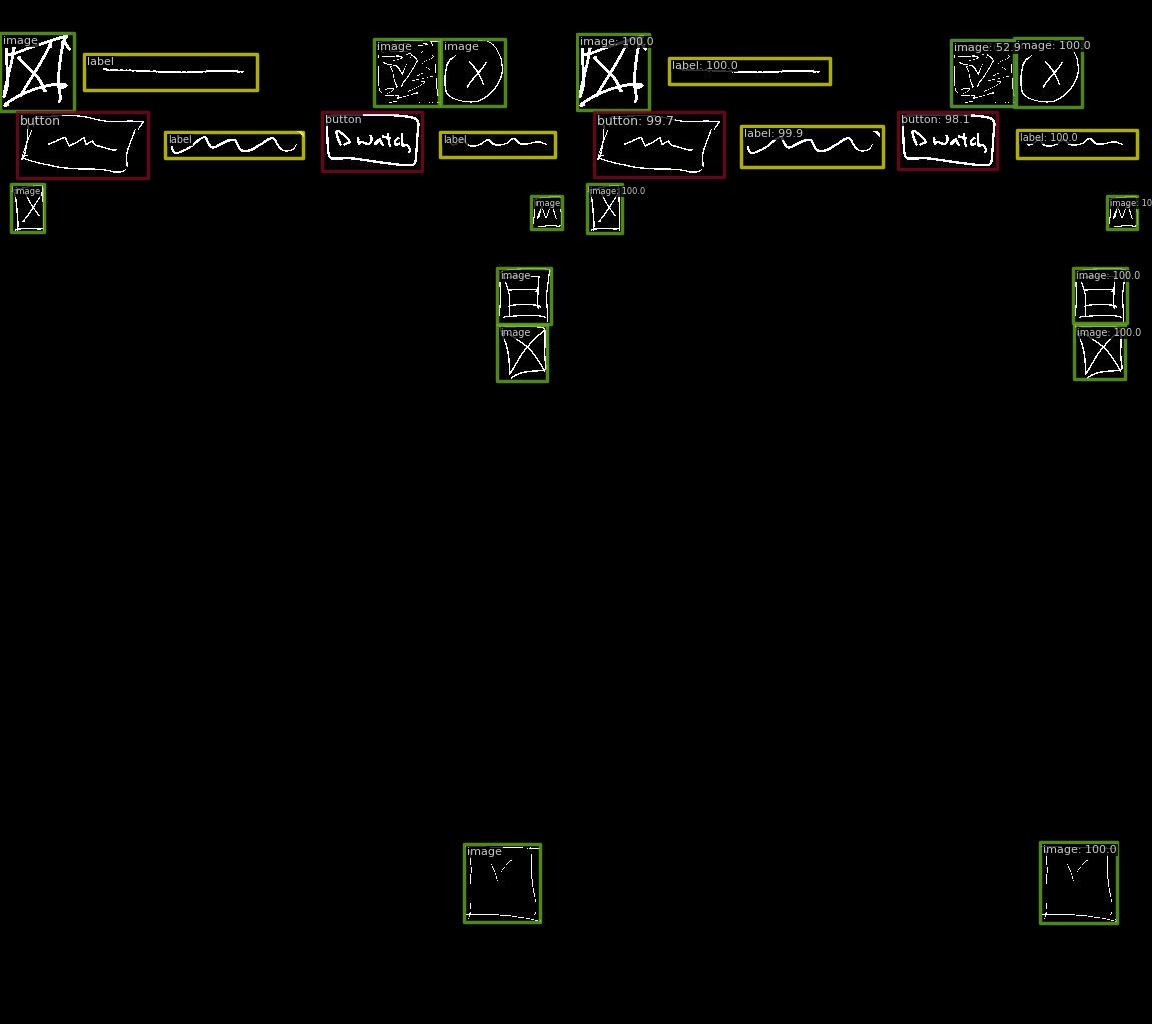 image label image image image: 100.0 label: 100.0 image: 52.9 image: 100.0
button label button label button: 99.7 label: 99.9 button: 98.1 label: 100.0
D watch D watch
image image image: 100.0 image: 10
image image: 100.0
image image: 100.0
image image: 100.0